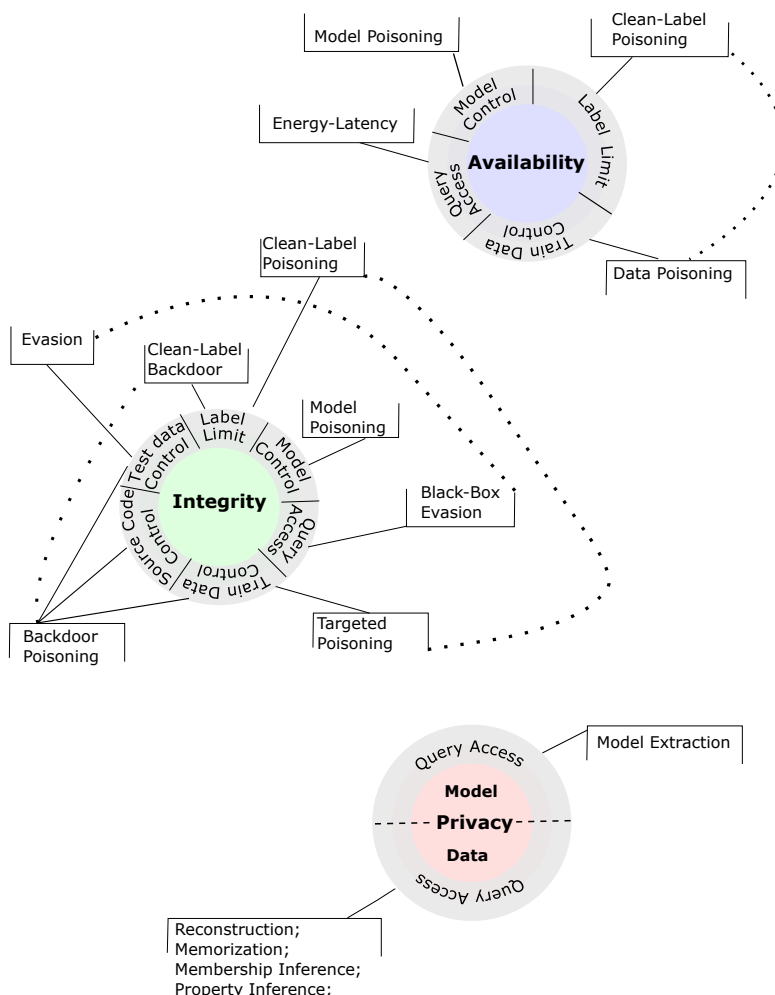 Model Poisoning
Clean-Label
Poisoning
Energy-Latency
Model
Control
Label Limit
Query
Access
Train Data
Control
Availability
Data Poisoning
Clean-Label
Poisoning
Evasion
Clean-Label
Backdoor
Model
Poisoning
Black-Box
Evasion
Test data
Control
Label
Limit
Model
Control
Query
Access
Train Data
Control
Source Code
Control
Integrity
Backdoor
Poisoning
Targeted
Poisoning
Model Extraction
Query Access
Model
Privacy
Data
Query Access
Reconstruction;
Memorization;
Membership Inference;
Property Inference;